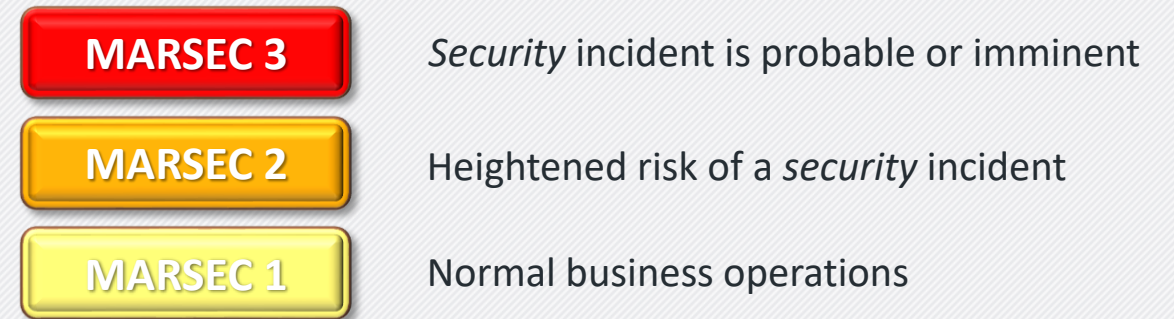 MARSEC 3 Security incident is probable or imminent
MARSEC 2 Heightened risk of a security incident
MARSEC 1 Normal business operations